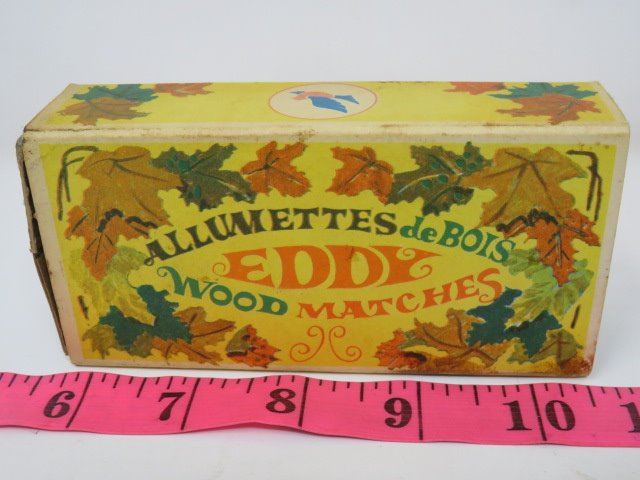 ALLUMETTES de BOIS
EDDY
WOOD MATCHES
6 7 8 9 10